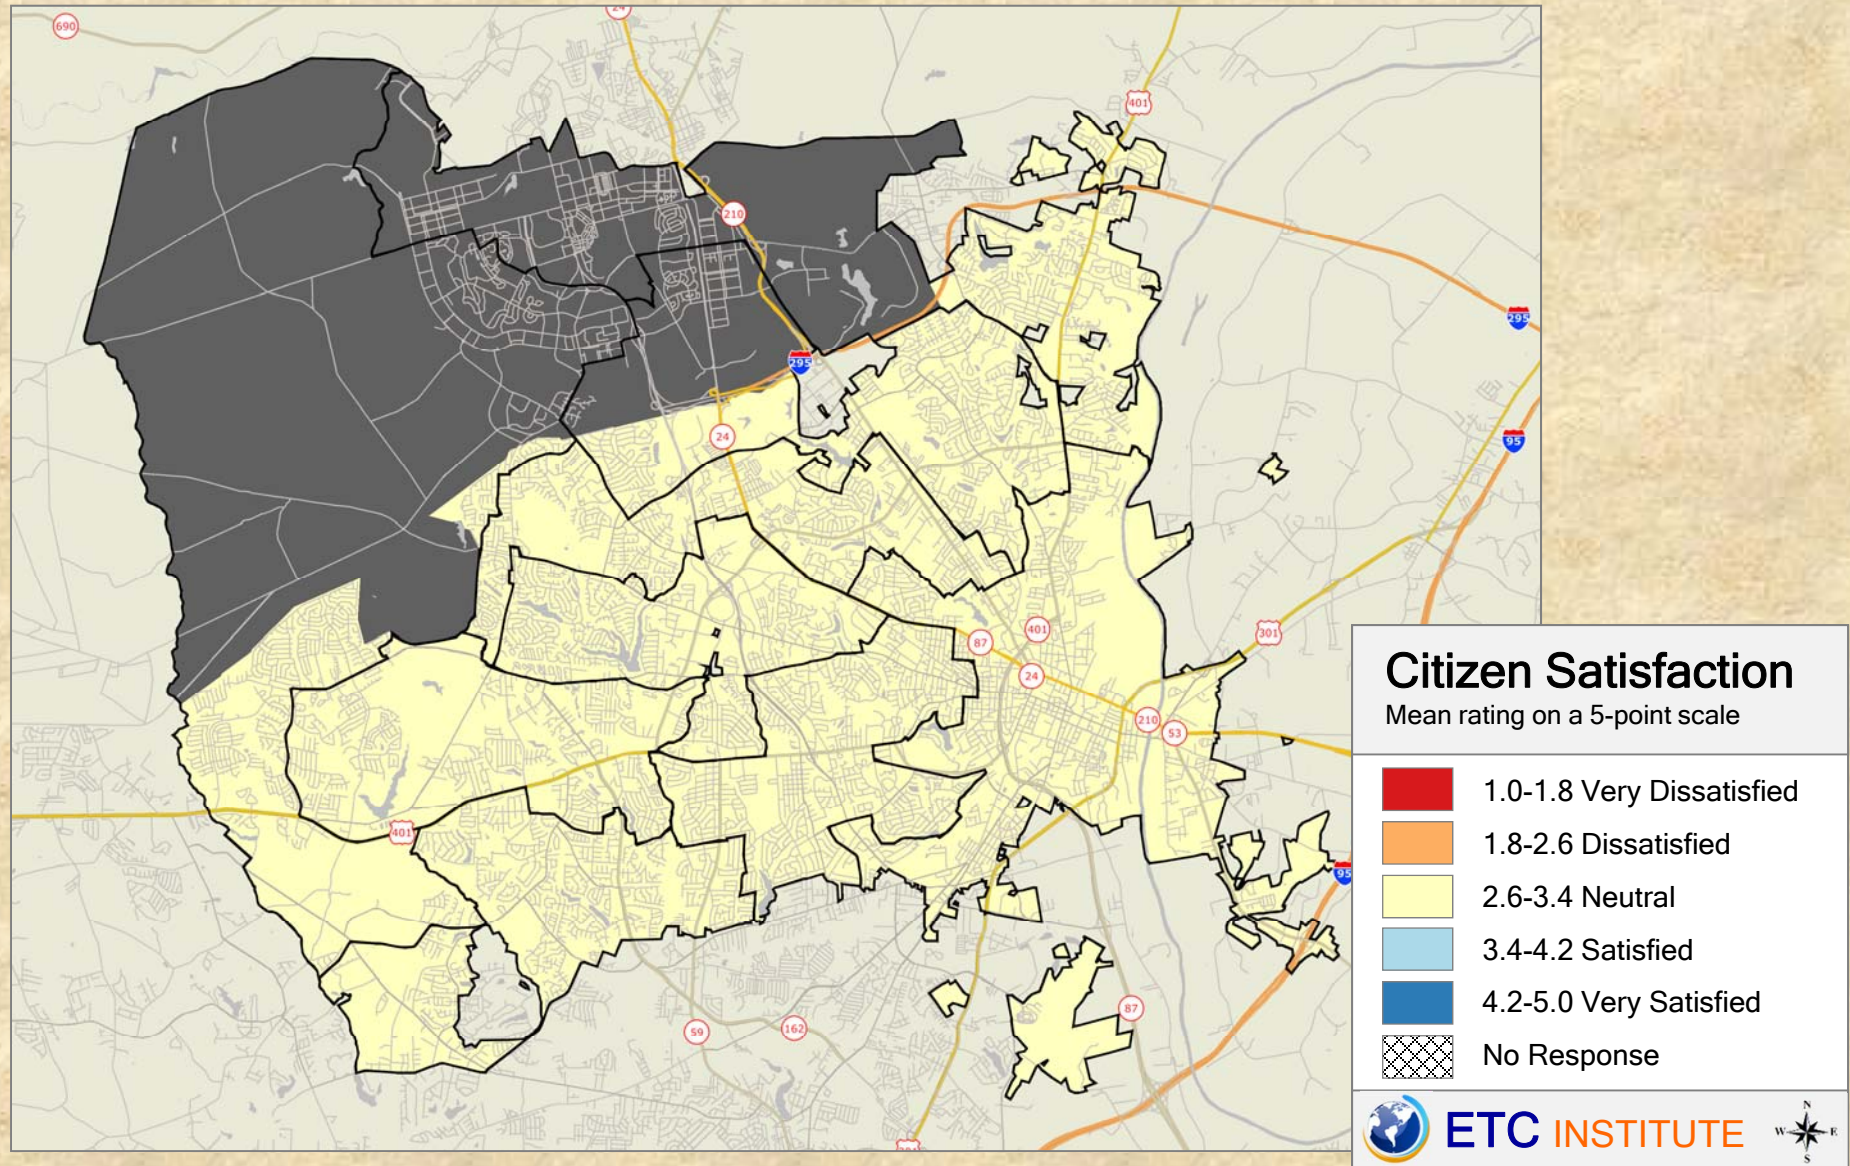 24
690
401
210
295
295
24
95
401
301
87
24
210
53
401
95
87
59
162
Citizen Satisfaction
Mean rating on a 5-point scale
1.0-1.8 Very Dissatisfied
1.8-2.6 Dissatisfied
2.6-3.4 Neutral
3.4-4.2 Satisfied
4.2-5.0 Very Satisfied
No Response
ETC INSTITUTE
N
W E
S